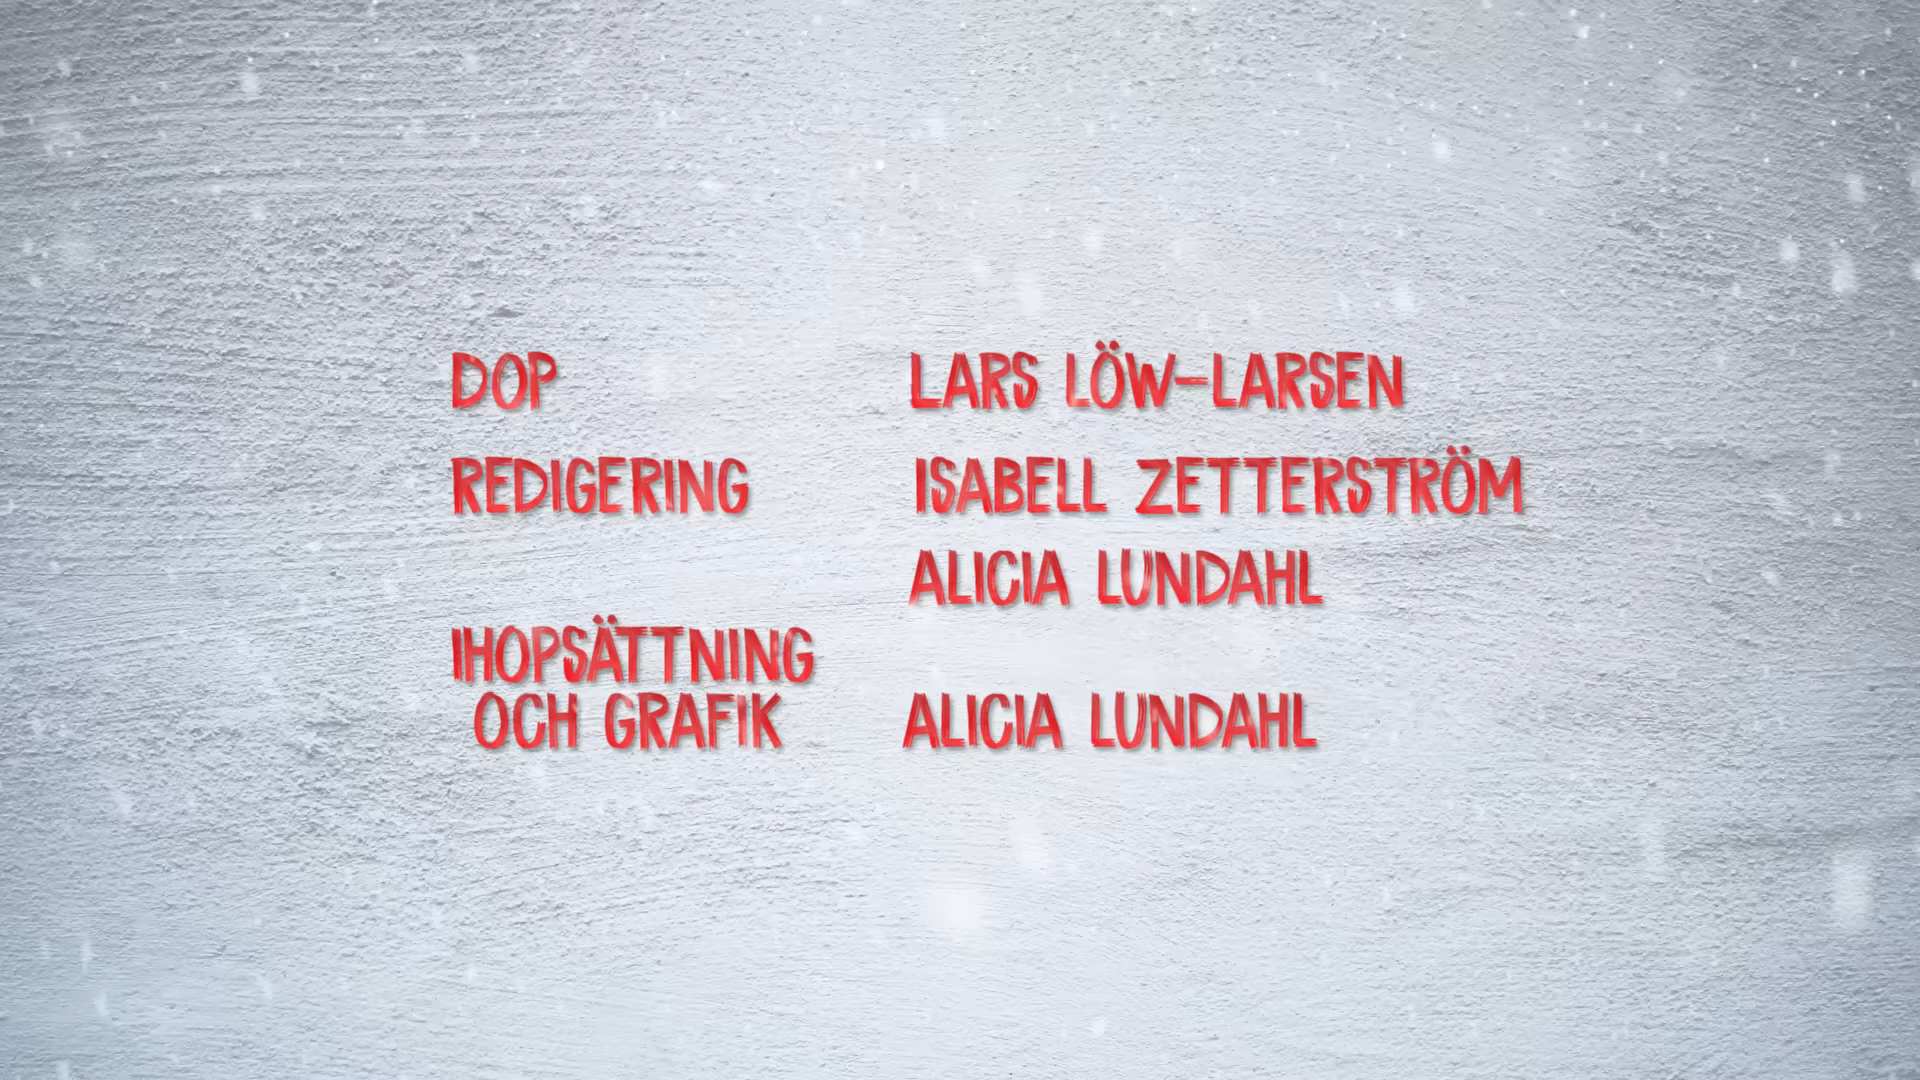 DOP LARS LÖW-LARSEN
REDIGERING ISABELL ZETTERSTRÖM
ALICIA LUNDAHL
IHOPSÄTTNING
OCH GRAFIK ALICIA LUNDAHL